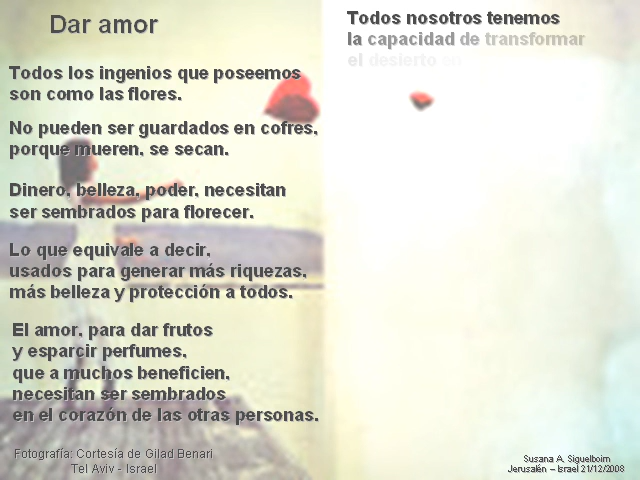 Dar amor
Todos los ingenios que poseemos
son como las flores.
No pueden ser guardados en cofres,
porque mueren, se secan.
Dinero, belleza, poder, necesitan
ser sembrados para florecer.
Lo que equivale a decir,
usados para generar más riquezas,
más belleza y protección a todos.
El amor, para dar frutos
y esparcir perfumes,
que a muchos beneficien,
necesitan ser sembrados
en el corazón de las otras personas.
Fotografía: Cortesía de Gilad Benari
Tel Aviv - Israel
Todos nosotros tenemos
la capacidad de transformar
el desierto en
Susana A. Siguelboim
Jerusalén – Israel 21/12/2008